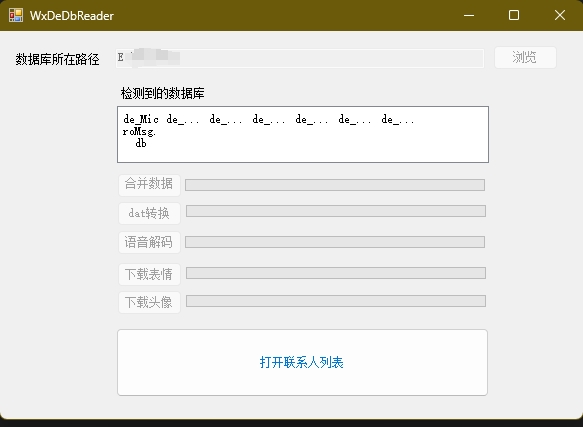 WxDeDbReader
数据库所在路径 E 浏览
检测到的数据库
de_Mic de_... de_... de_... de_... de_... de_...
roMsg.
db
合并数据
dat转换
语音解码
下载表情
下载头像
打开联系人列表